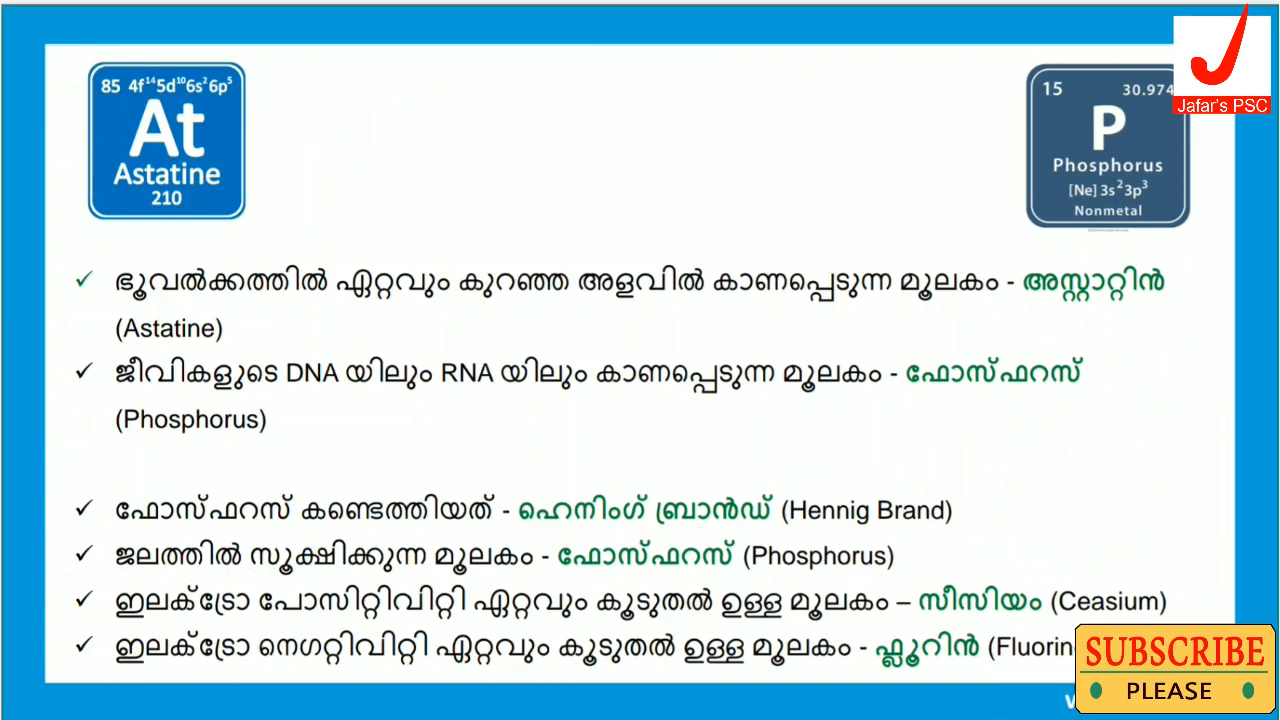 85 4f¹⁴5d¹⁰6s²6p⁵
At
Astatine
210
15 30.974
P
Phosphorus
[Ne] 3s²3p³
Nonmetal
Jafar's PSC
✓ ഭൂവൽക്കത്തിൽ ഏറ്റവും കുറഞ്ഞ അളവിൽ കാണപ്പെടുന്ന മൂലകം - അസ്റ്റാറ്റിൻ
(Astatine)
✓ ജീവികളുടെ DNA യിലും RNA യിലും കാണപ്പെടുന്ന മൂലകം - ഫോസ്ഫറസ്
(Phosphorus)
✓ ഫോസ്ഫറസ് കണ്ടെത്തിയത് - ഹെനിംഗ് ബ്രാൻഡ് (Hennig Brand)
✓ ജലത്തിൽ സൂക്ഷിക്കുന്ന മൂലകം - ഫോസ്ഫറസ് (Phosphorus)
✓ ഇലക്ട്രോ പോസിറ്റിവിറ്റി ഏറ്റവും കൂടുതൽ ഉള്ള മൂലകം – സീസിയം (Ceasium)
✓ ഇലക്ട്രോ നെഗറ്റിവിറ്റി ഏറ്റവും കൂടുതൽ ഉള്ള മൂലകം - ഫ്ലൂറിൻ (Fluorin
SUBSCRIBE
PLEASE